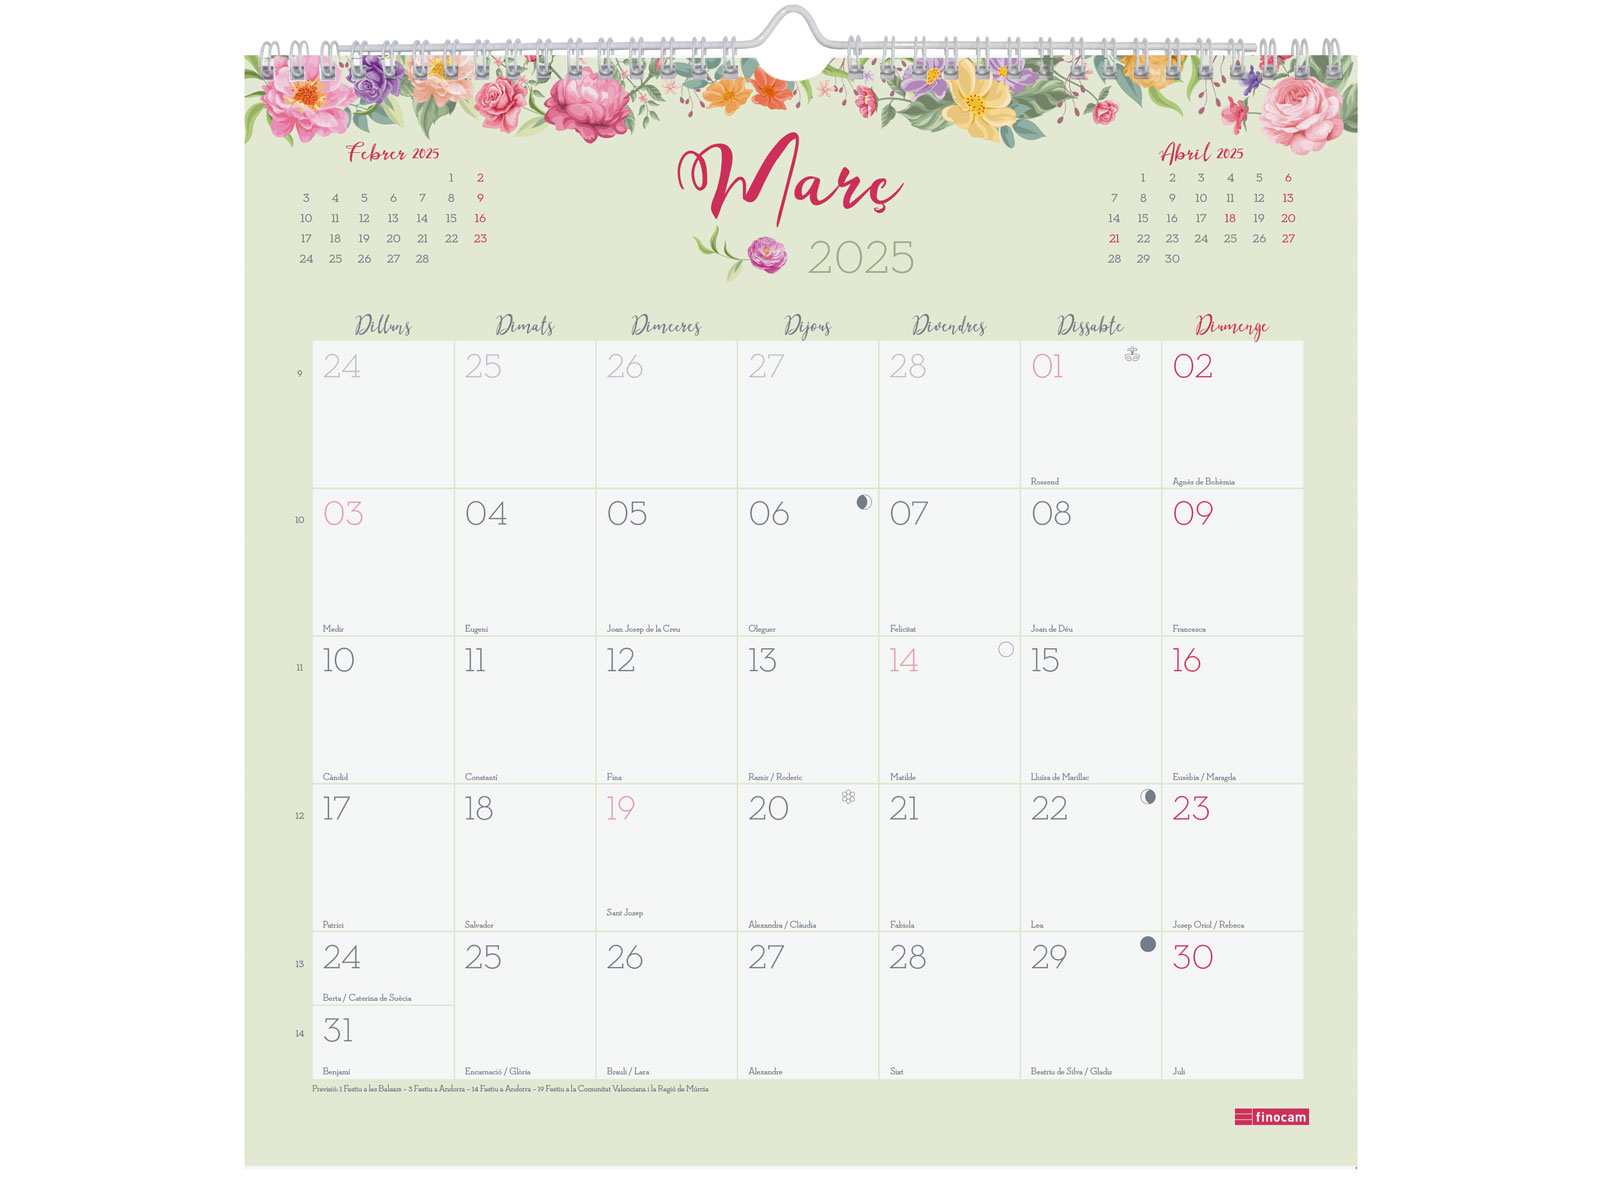 Febrer 2025
1 2
3 4 5 6 7 8 9
10 11 12 13 14 15 16
17 18 19 20 21 22 23
24 25 26 27 28
Març
2025
Abril 2025
1 2 3 4 5 6
7 8 9 10 11 12 13
14 15 16 17 18 19 20
21 22 23 24 25 26 27
28 29 30
Dilluns Dimats Dimecres Dijous Divendres Dissabte Diumenge
9 24 25 26 27 28 01 02
Rossend Agnès de Bohèmia
10 03 04 05 06 07 08 09
Medir Eugeni Joan Josep de la Creu Oleguer Felicitat Joan de Déu Francesca
11 10 11 12 13 14 15 16
Càndid Constantí Fina Ramir / Roderic Matilde Lluïsa de Marillac Eusèbia / Maragda
12 17 18 19 20 21 22 23
Sant Josep
Patrici Salvador Alexandra / Clàudia Fabiola Lea Josep Oriol / Rebeca
13 24 25 26 27 28 29 30
Berta / Caterina de Suècia
14 31
Benjamí Encarnació / Glòria Brauli / Lara Alexandre Sixt Beatriu de Silva / Gladis Juli
Previsió: 1 Festiu a les Balears – 3 Festiu a Andorra – 14 Festiu a Andorra – 19 Festiu a la Comunitat Valenciana i la Regió de Múrcia
finocam